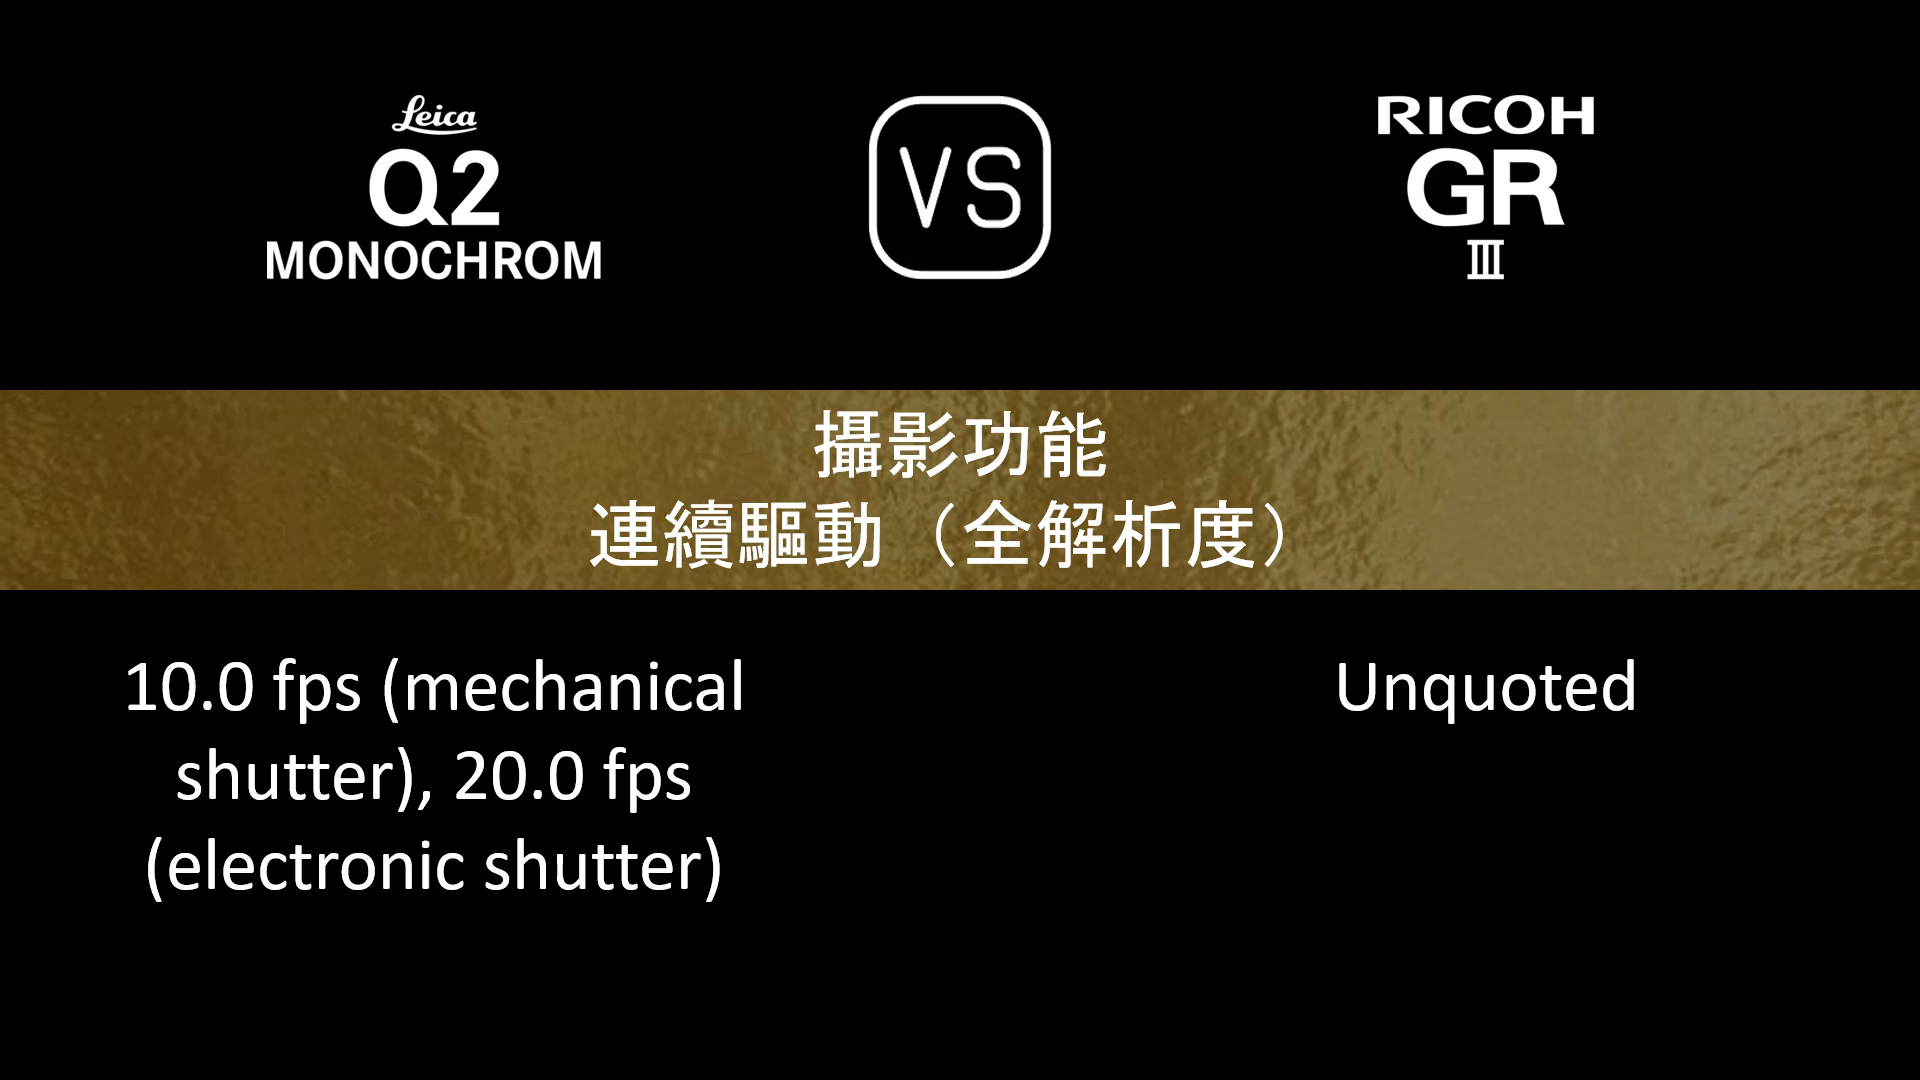 Leica
Q2
MONOCHROM
VS
RICOH
GR
III
攝影功能
連續驅動（全解析度）
10.0 fps (mechanical
shutter), 20.0 fps
(electronic shutter)
Unquoted